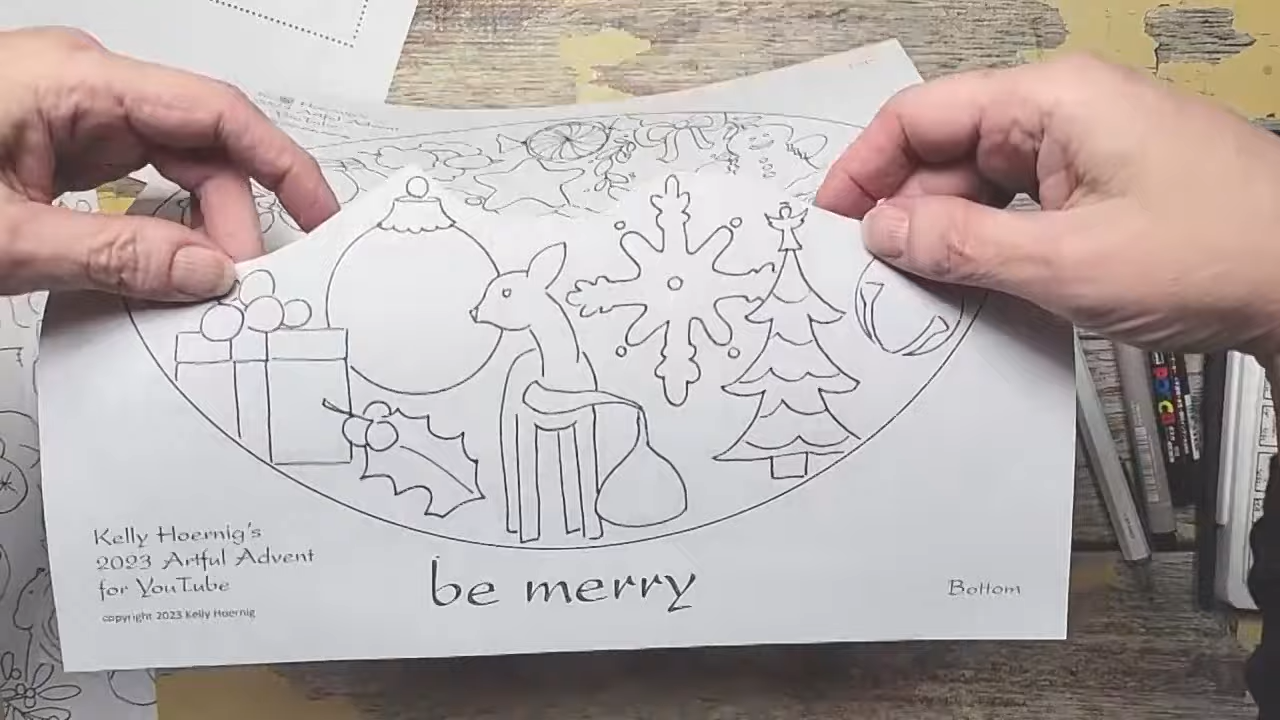 Kelly Hoernig's
2023 Artful Advent
for YouTube
copyright 2023 Kelly Hoernig
be merry
Bottom